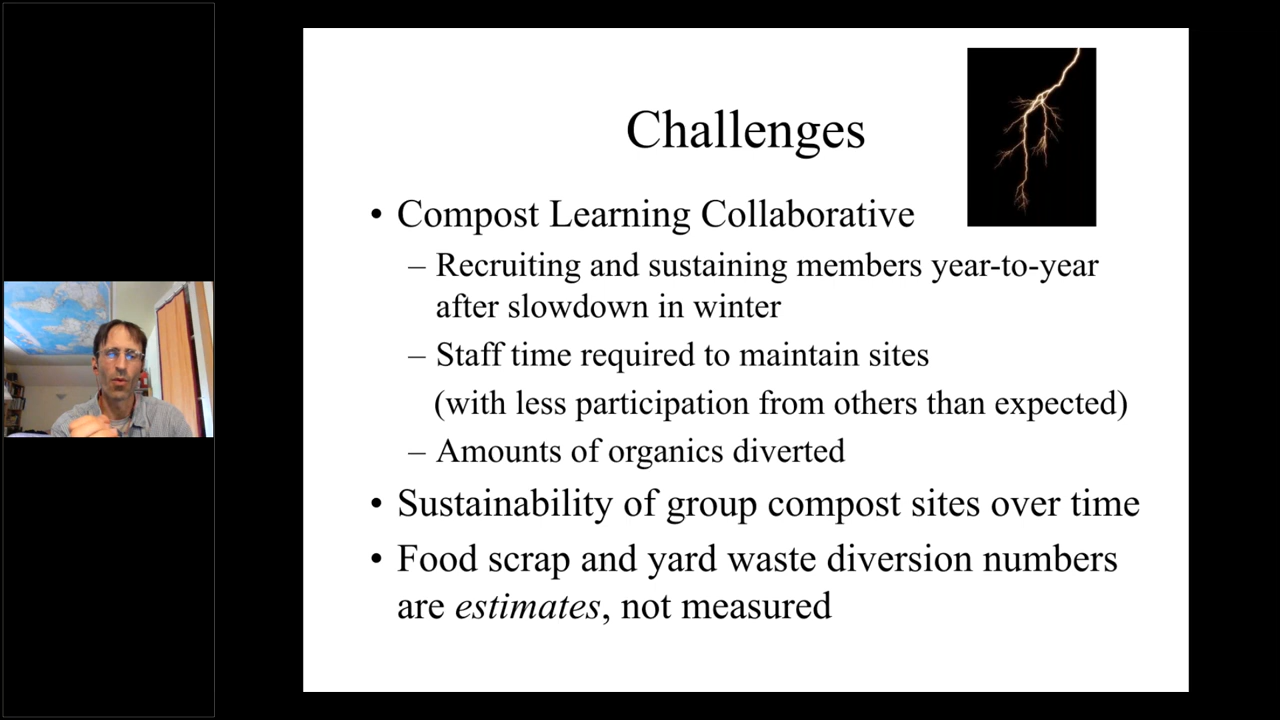 Challenges
• Compost Learning Collaborative
– Recruiting and sustaining members year-to-year
after slowdown in winter
– Staff time required to maintain sites
(with less participation from others than expected)
– Amounts of organics diverted
• Sustainability of group compost sites over time
• Food scrap and yard waste diversion numbers
are estimates, not measured